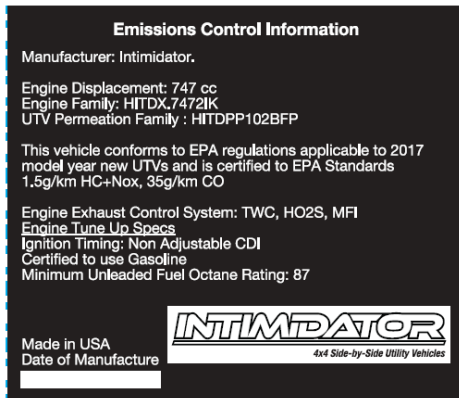 Emissions Control Information
Manufacturer: Intimidator.
Engine Displacement: 747 cc
Engine Family: HITDX.7472IK
UTV Permeation Family : HITDPP102BFP
This vehicle conforms to EPA regulations applicable to 2017
model year new UTVs and is certified to EPA Standards
1.5g/km HC+Nox, 35g/km CO
Engine Exhaust Control System: TWC, HO2S, MFI
Engine Tune Up Specs
Ignition Timing: Non Adjustable CDI
Certified to use Gasoline
Minimum Unleaded Fuel Octane Rating: 87
INTIMIDATOR
4x4 Side-by-Side Utility Vehicles
Made in USA
Date of Manufacture